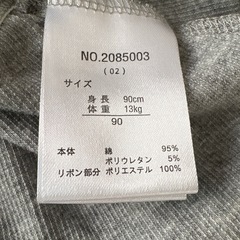 NO.2085003
(02)
サイズ
身長 90cm
体重 13kg
90
本体 綿 95%
ポリウレタン 5%
リボン部分 ポリエステル 100%